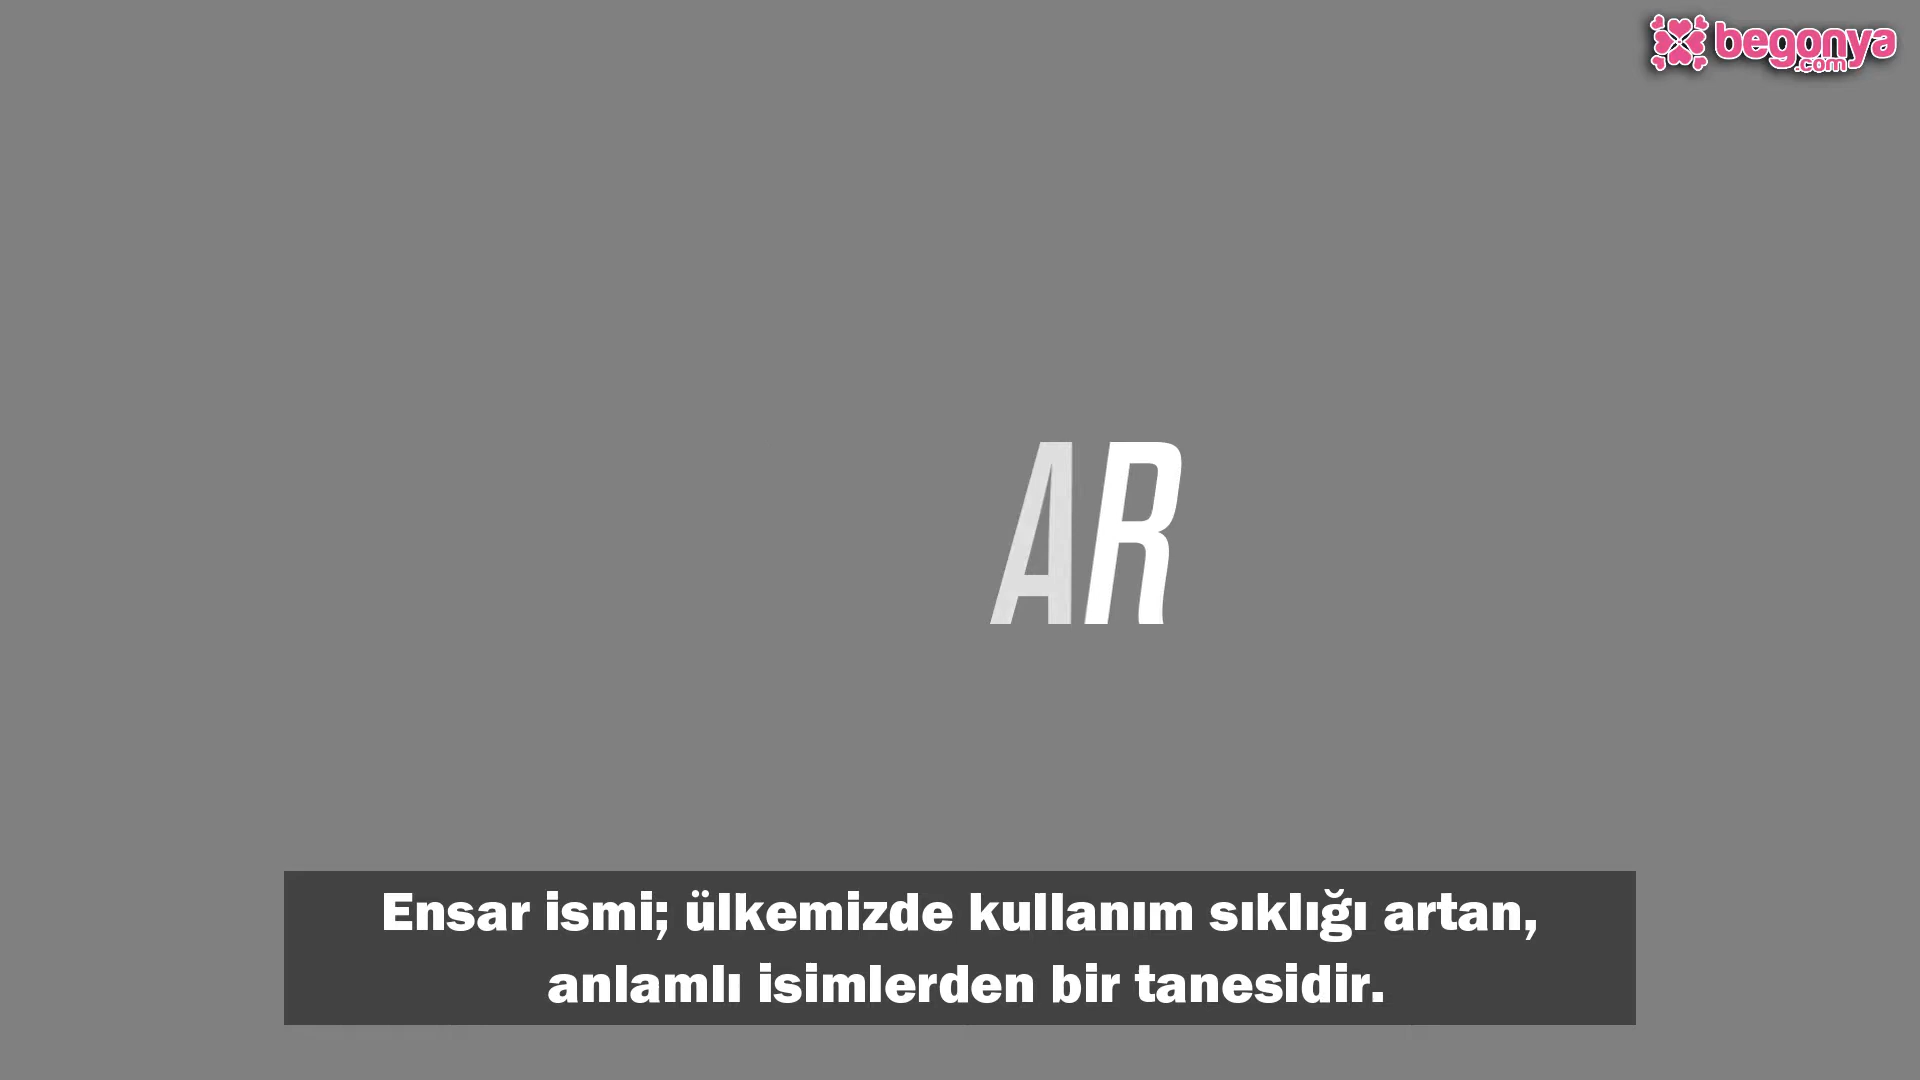 begonya
.com
AR
Ensar ismi; ülkemizde kullanım sıklığı artan,
anlamlı isimlerden bir tanesidir.